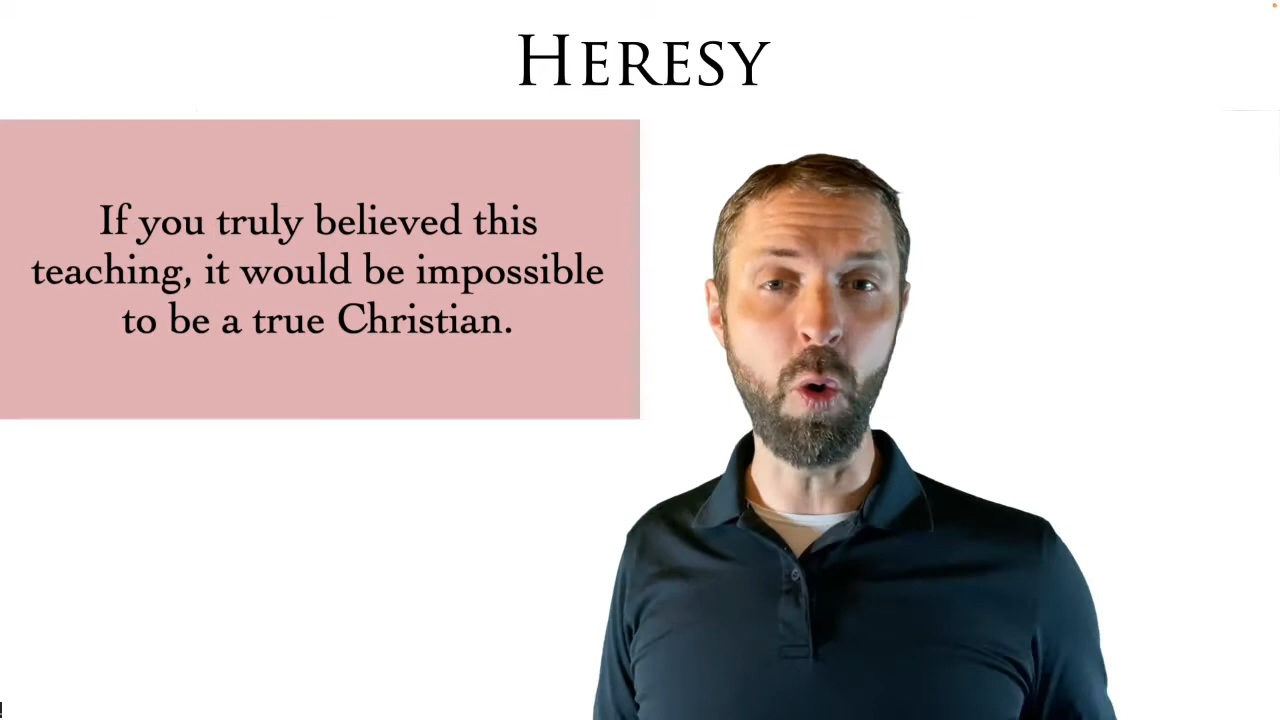 HERESY
If you truly believed this
teaching, it would be impossible
to be a true Christian.